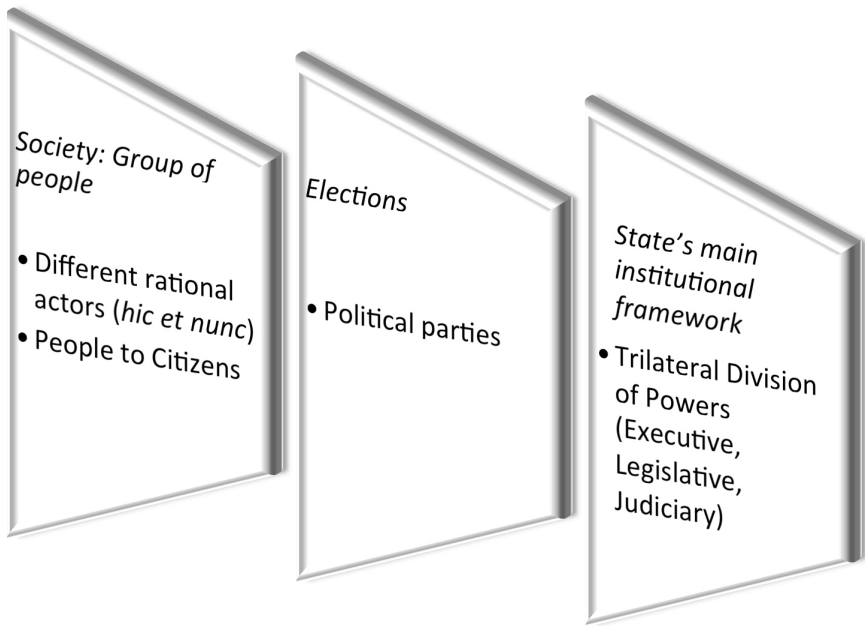 Society: Group of
people
• Different rational
actors (hic et nunc)
• People to Citizens
Elections
• Political parties
State's main
institutional
framework
• Trilateral Division
of Powers
(Executive,
Legislative,
Judiciary)